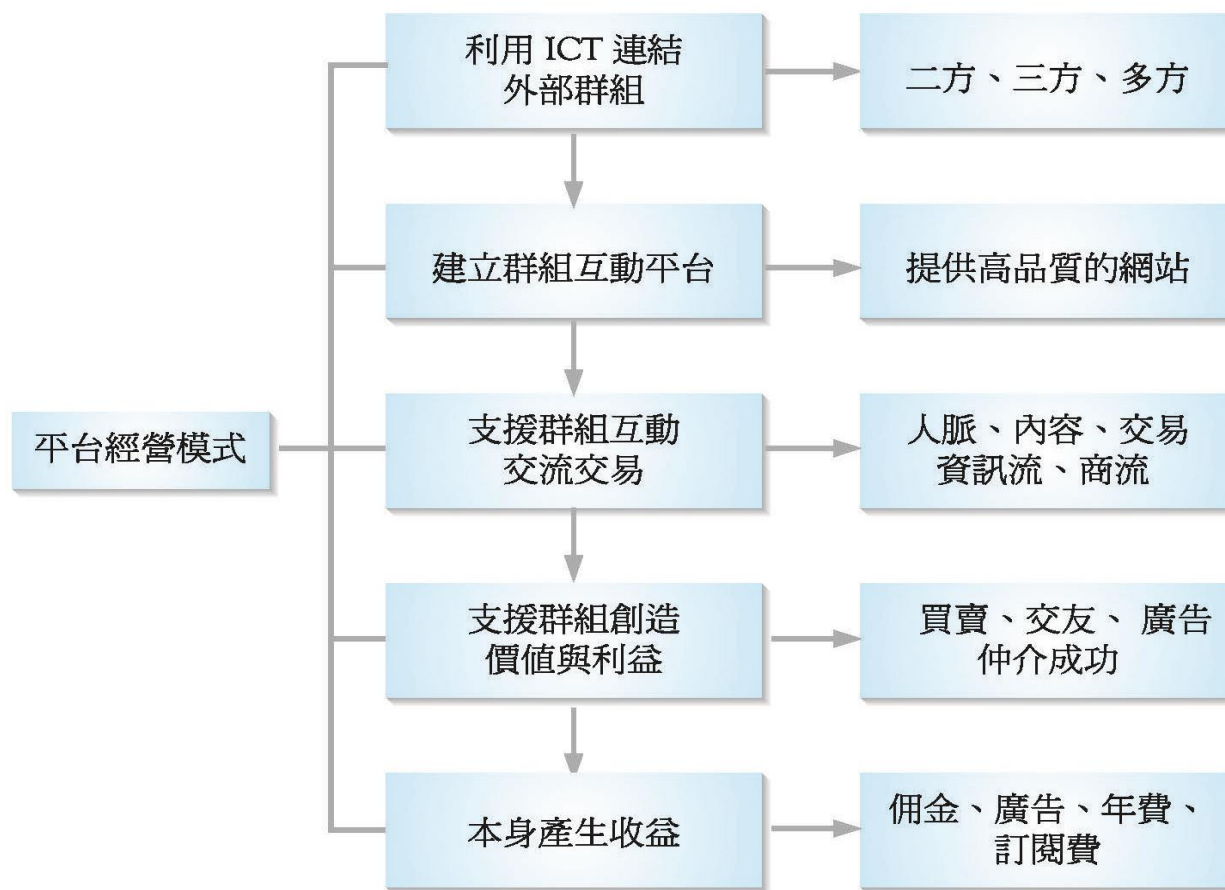 利用 ICT 連結
外部群組
二方、三方、多方
建立群組互動平台
提供高品質的網站
平台經營模式
支援群組互動
交流交易
人脈、內容、交易
資訊流、商流
支援群組創造
價值與利益
買賣、交友、 廣告
仲介成功
本身產生收益
佣金、廣告、年費、
訂閱費